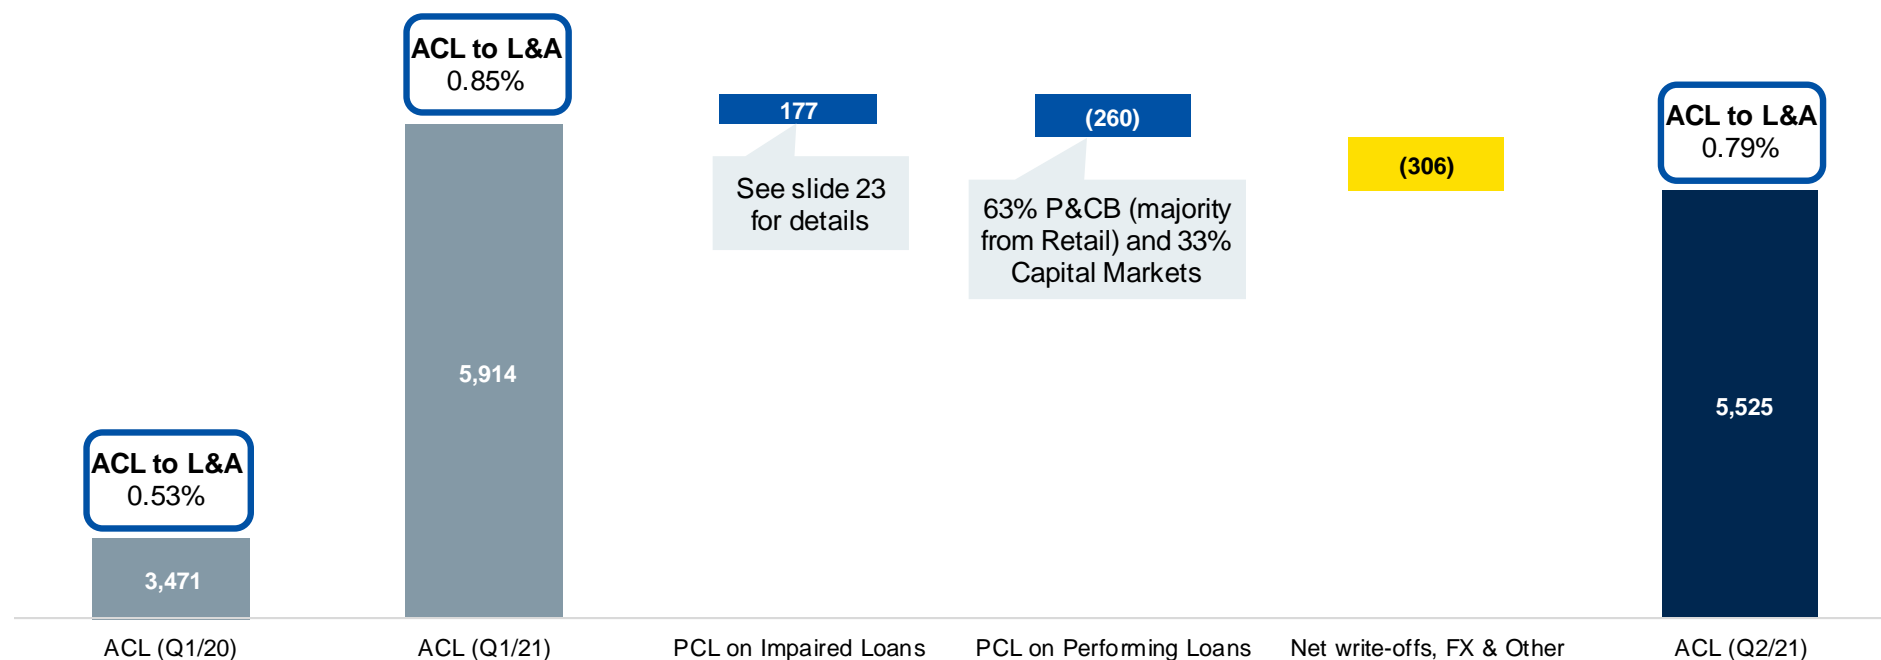 ACL to L&A
0.85%
ACL to L&A
0.79%
ACL to L&A
0.53%
177
(260)
(306)
See slide 23
for details
63% P&CB (majority
from Retail) and 33%
Capital Markets
5,914
5,525
3,471
ACL (Q1/20)
ACL (Q1/21)
PCL on Impaired Loans
PCL on Performing Loans
Net write-offs, FX & Other
ACL (Q2/21)